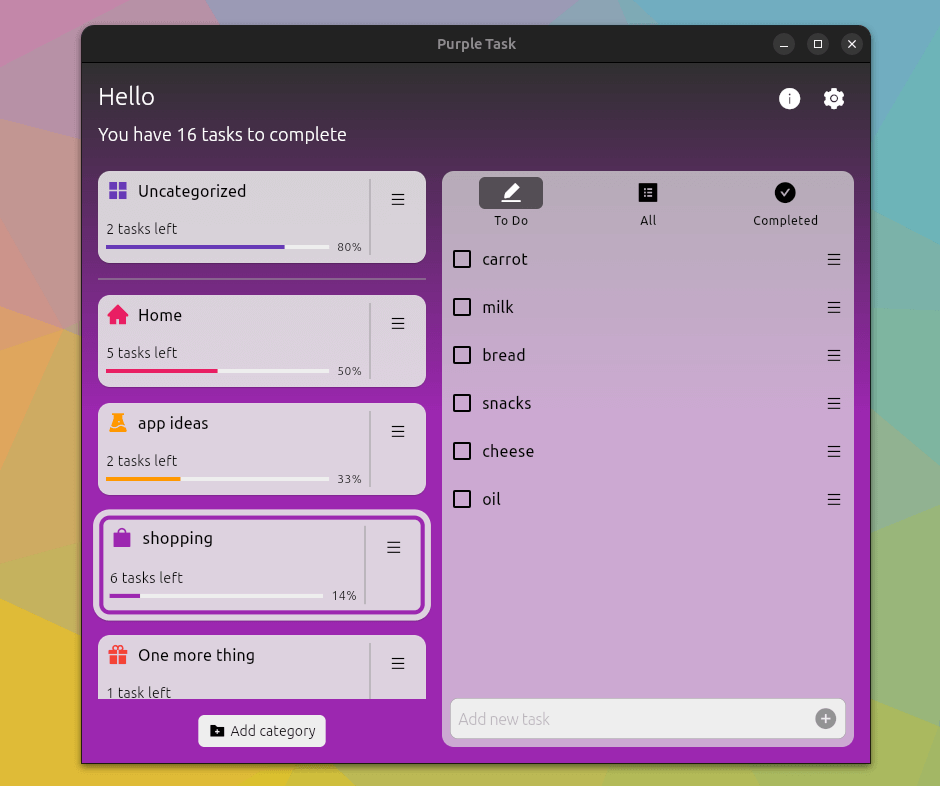 Purple Task
Hello
You have 16 tasks to complete
Uncategorized
2 tasks left
80%
Home
5 tasks left
50%
app ideas
2 tasks left
33%
shopping
6 tasks left
14%
One more thing
1 task left
Add category
To Do
All
Completed
carrot
milk
bread
snacks
cheese
oil
Add new task